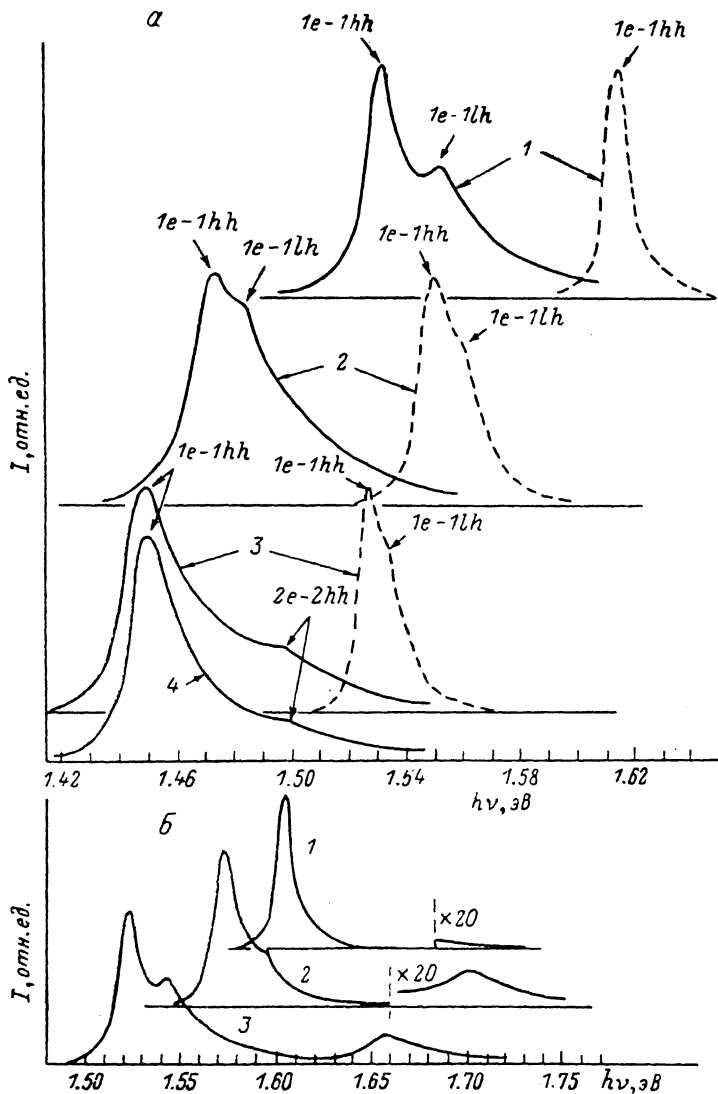 а
1e-1hh
1e-1hh
1e-1lh
1
1e-1hh
1e-1lh
1e-1hh
1e-1lh
2
I, отн. ед.
1e-1hh
1e-1hh
1e-1lh
3
2e-2hh
4
1.42 1.46 1.50 1.54 1.58 1.62
hν, эВ
б
1
×20
I, отн. ед.
2
×20
3
1.50 1.55 1.60 1.65 1.70 1.75 hν, эВ